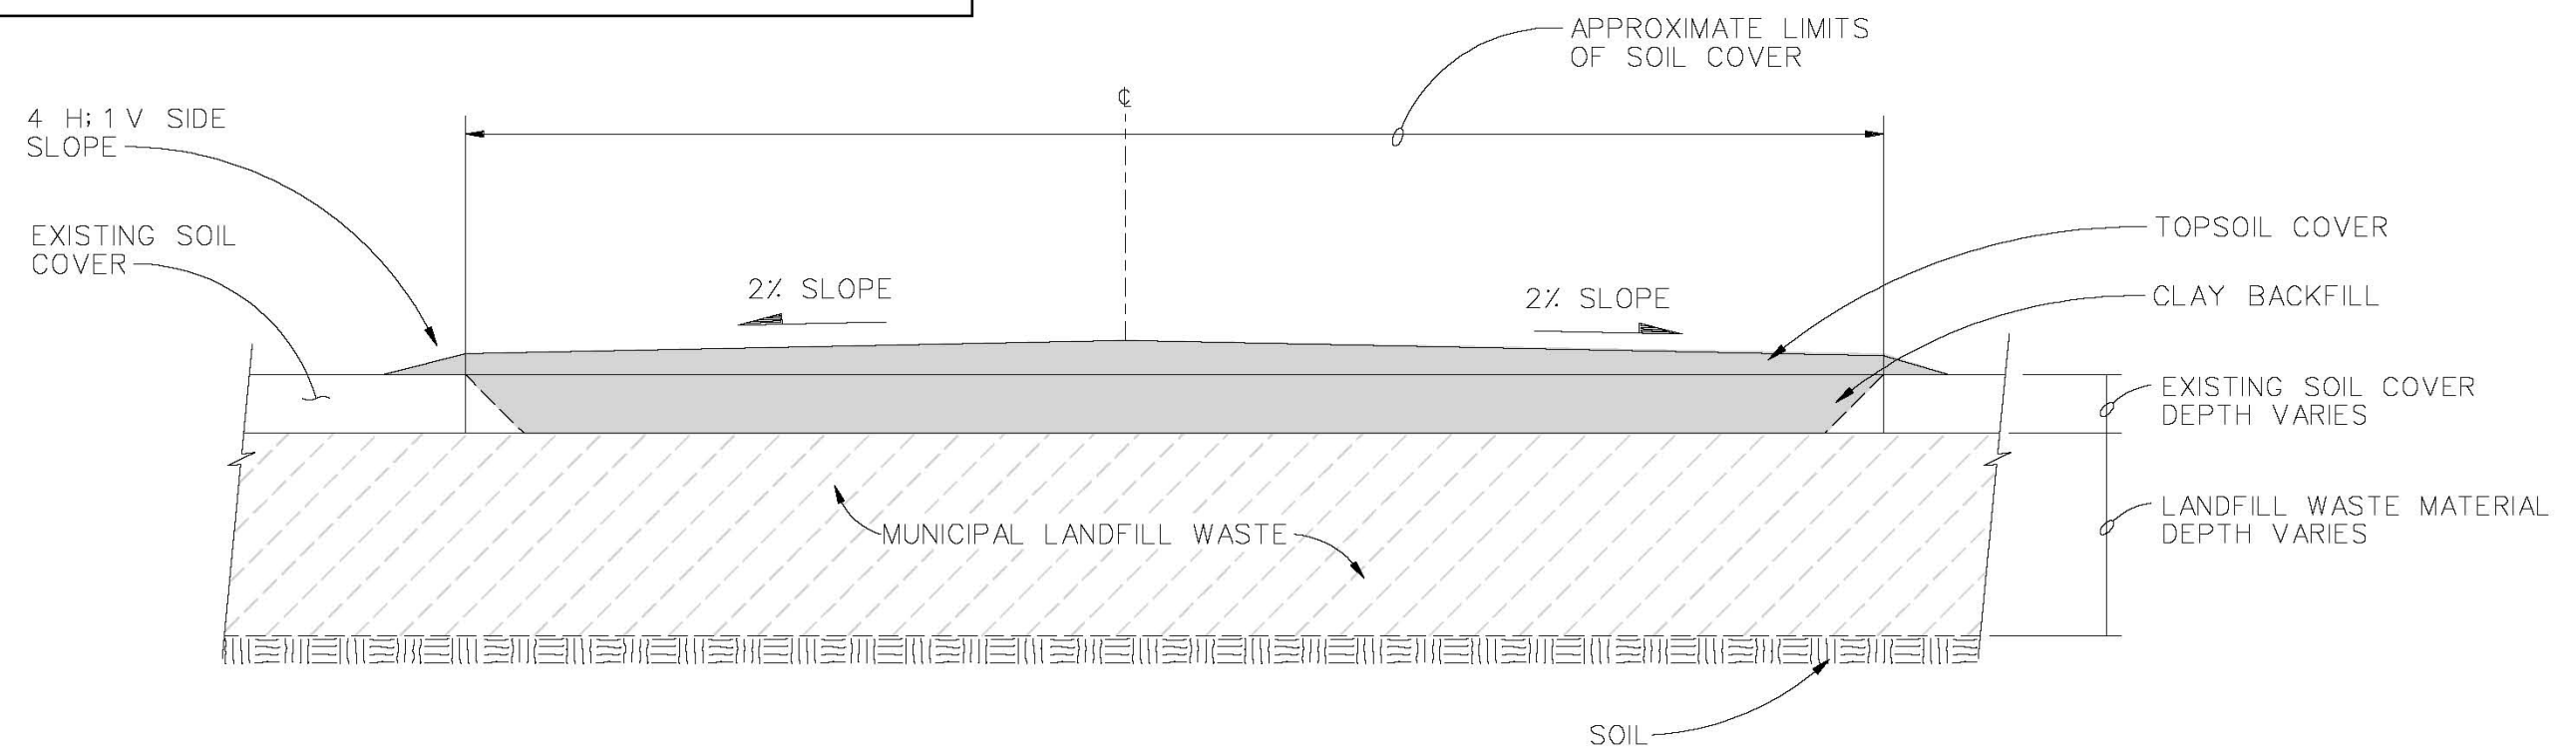 APPROXIMATE LIMITS
OF SOIL COVER
℄
4 H; 1 V SIDE
SLOPE
EXISTING SOIL
COVER
2% SLOPE
2% SLOPE
TOPSOIL COVER
CLAY BACKFILL
EXISTING SOIL COVER
DEPTH VARIES
MUNICIPAL LANDFILL WASTE
LANDFILL WASTE MATERIAL
DEPTH VARIES
SOIL